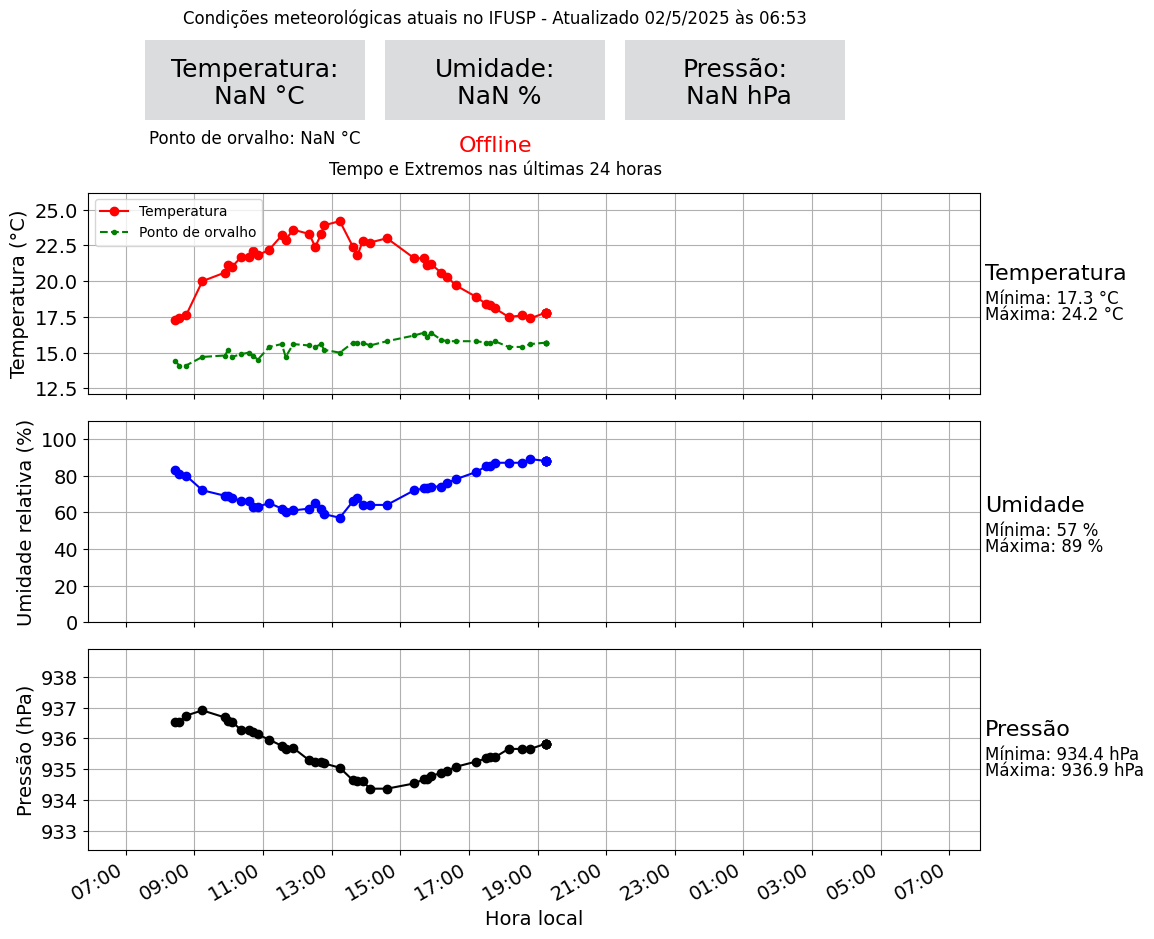 Condições meteorológicas atuais no IFUSP - Atualizado 02/5/2025 às 06:53
Temperatura:
NaN °C
Umidade:
NaN %
Pressão:
NaN hPa
Ponto de orvalho: NaN °C
Offline
Tempo e Extremos nas últimas 24 horas
Temperatura (°C)
25.0
22.5
20.0
17.5
15.0
12.5
Temperatura
Ponto de orvalho
Temperatura
Mínima: 17.3 °C
Máxima: 24.2 °C
Umidade relativa (%)
100
80
60
40
20
0
Umidade
Mínima: 57 %
Máxima: 89 %
Pressão (hPa)
938
937
936
935
934
933
Pressão
Mínima: 934.4 hPa
Máxima: 936.9 hPa
07:00
09:00
11:00
13:00
15:00
17:00
19:00
21:00
23:00
01:00
03:00
05:00
07:00
Hora local